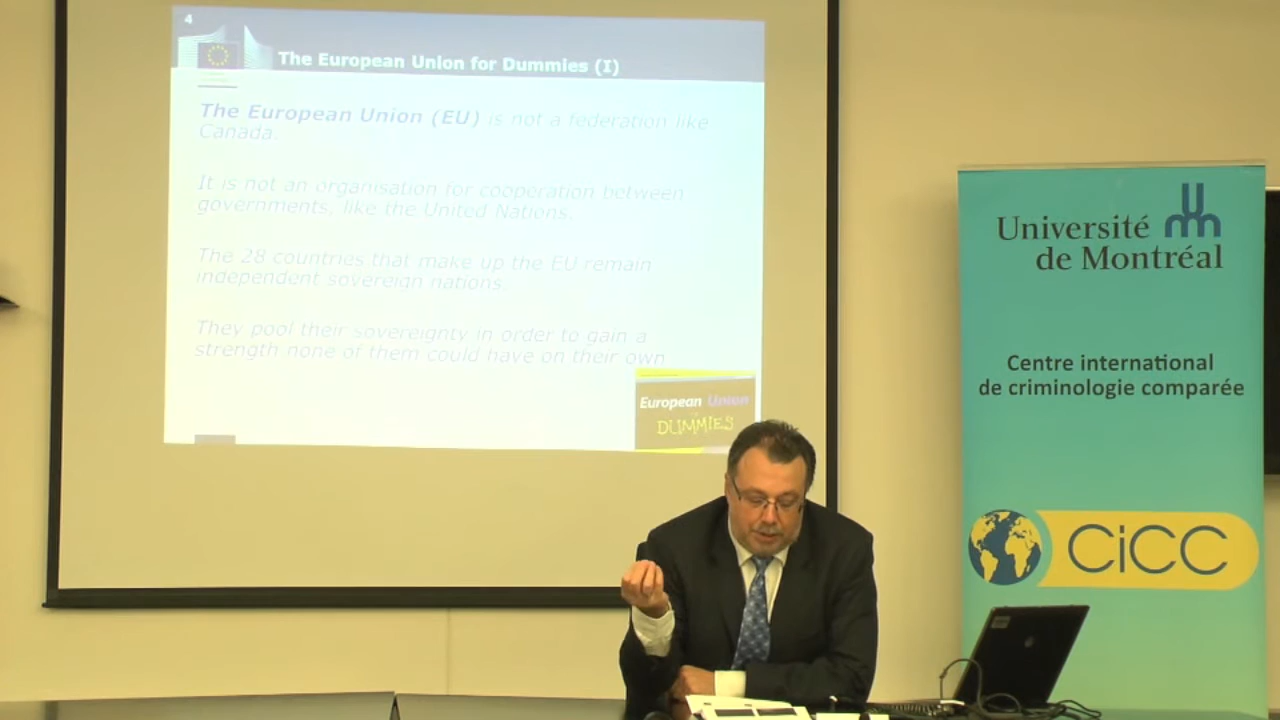 4
The European Union for Dummies (I)
The European Union (EU) is not a federation like
Canada.
It is not an organisation for cooperation between
governments, like the United Nations.
The 28 countries that make up the EU remain
independent sovereign nations.
They pool their sovereignty in order to gain a
strength none of them could have on their own
European Union
DUMMIES
Université
de Montréal
Centre international
de criminologie comparée
CiCC